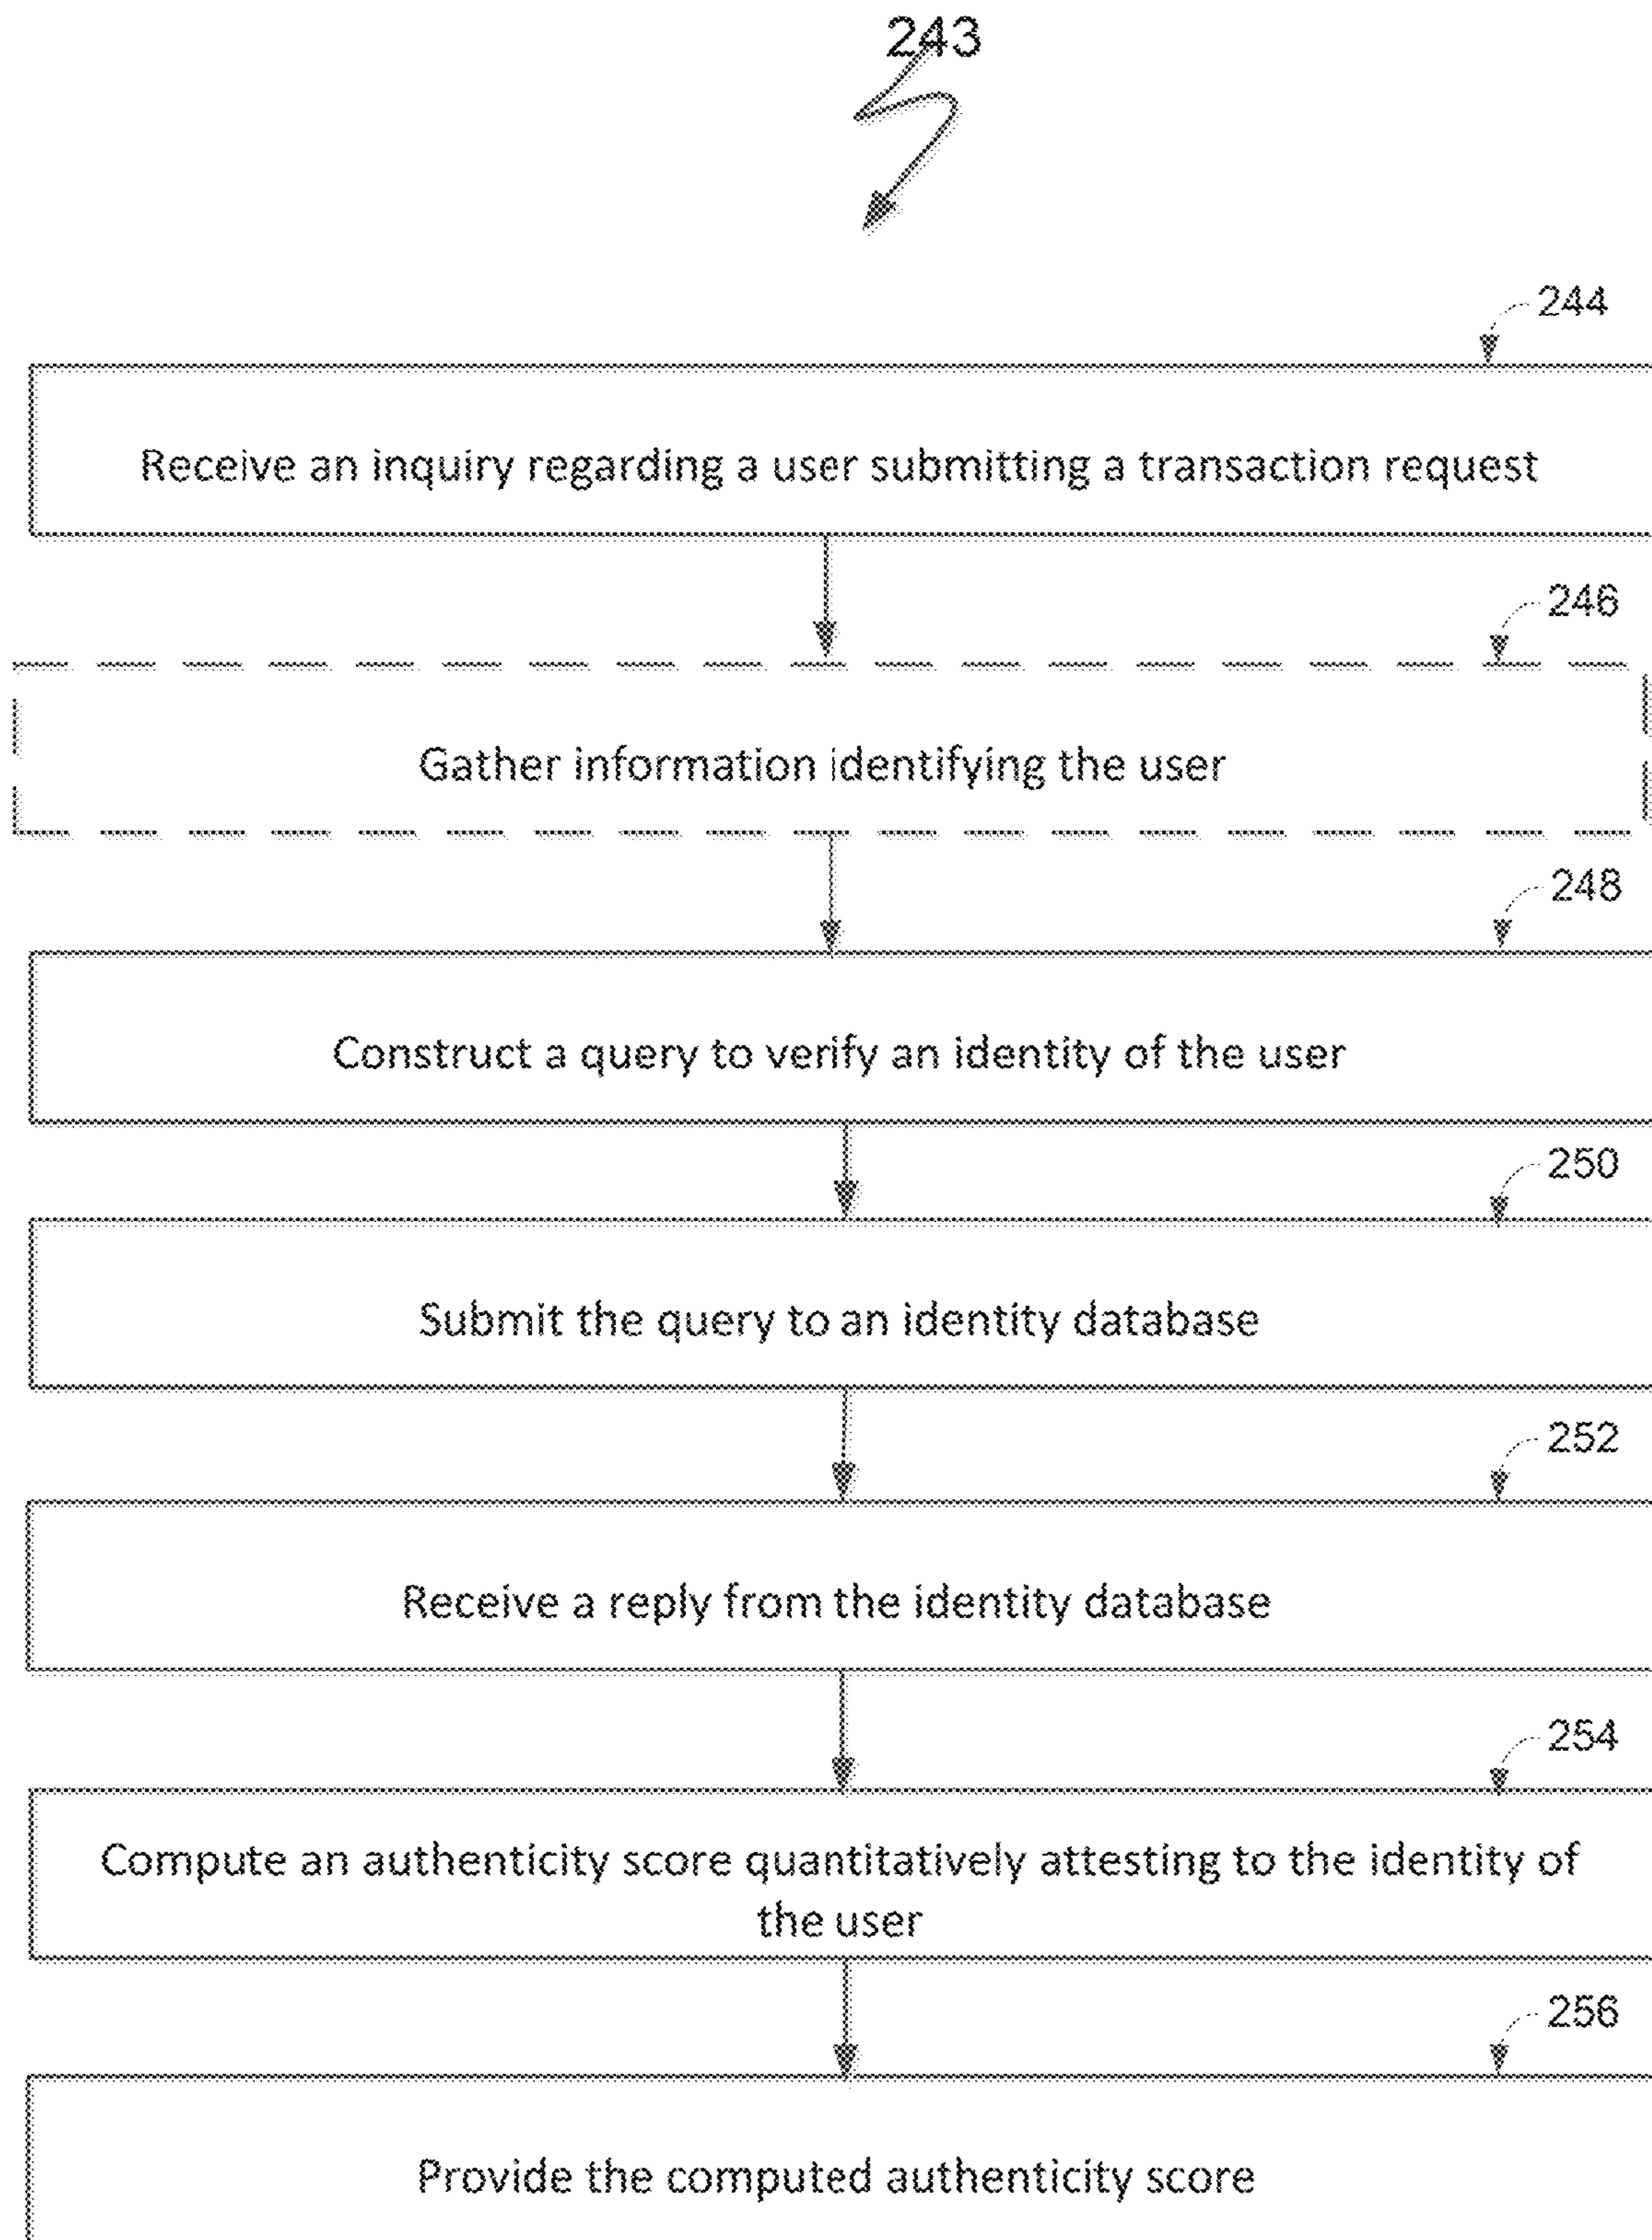 243
244
Receive an inquiry regarding a user submitting a transaction request
246
Gather information identifying the user
248
Construct a query to verify an identity of the user
250
Submit the query to an identity database
252
Receive a reply from the identity database
254
Compute an authenticity score quantitatively attesting to the identity of
the user
256
Provide the computed authenticity score